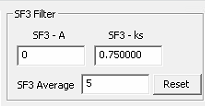 SF3 Filter
SF3 - A SF3 - ks
0 0.750000
SF3 Average 5 Reset